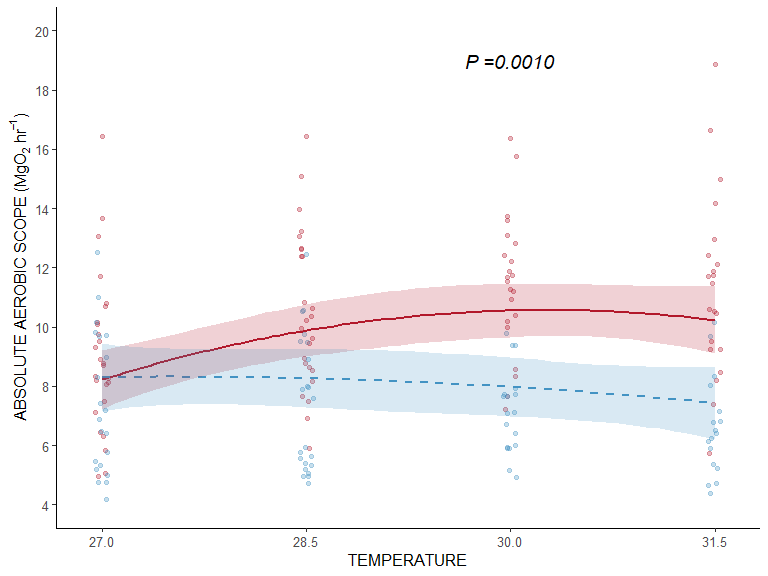 P =0.0010
ABSOLUTE AEROBIC SCOPE (MgO₂ hr⁻¹)
20
18
16
14
12
10
8
6
4
27.0 28.5 30.0 31.5
TEMPERATURE